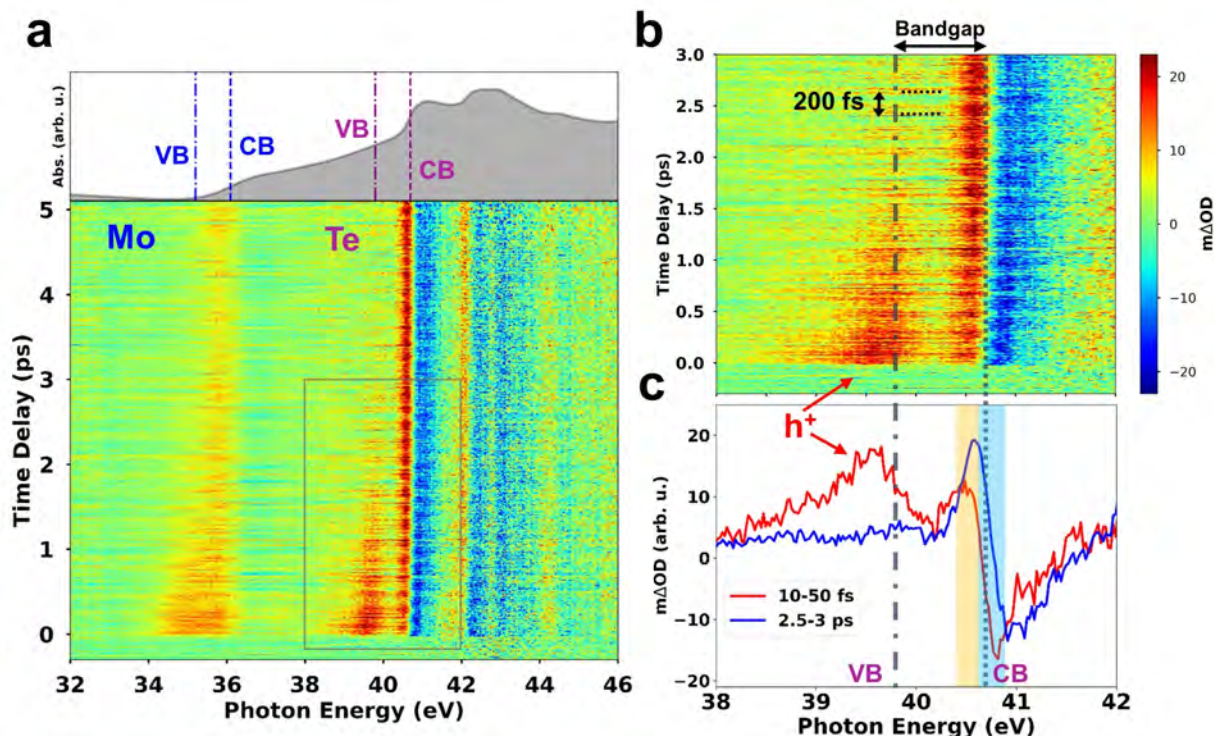 a
Abs. (arb. u.)
VB
CB
VB
CB
Mo
Te
Time Delay (ps)
5
4
3
2
1
0
32 34 36 38 40 42 44 46
Photon Energy (eV)
b
Bandgap
200 fs
Time Delay (ps)
3.0
2.5
2.0
1.5
1.0
0.5
0.0
20
10
0
−10
−20
mΔOD
c
h+
mΔOD (arb. u.)
20
10
0
−10
−20
10-50 fs
2.5-3 ps
VB
CB
38 39 40 41 42
Photon Energy (eV)